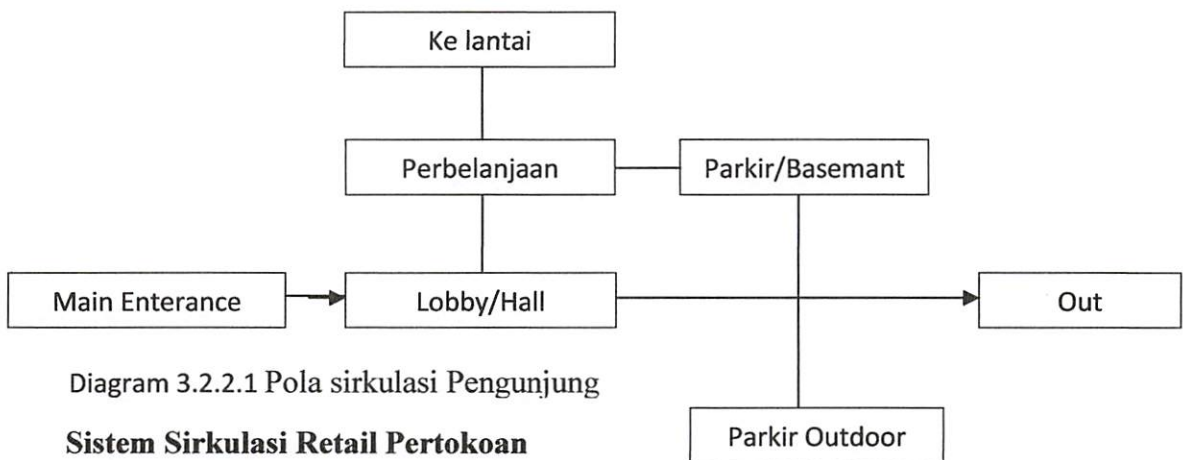 Ke lantai
Perbelanjaan
Parkir/Basemant
Main Enterance
Lobby/Hall
Out
Diagram 3.2.2.1 Pola sirkulasi Pengunjung
Sistem Sirkulasi Retail Pertokoan
Parkir Outdoor